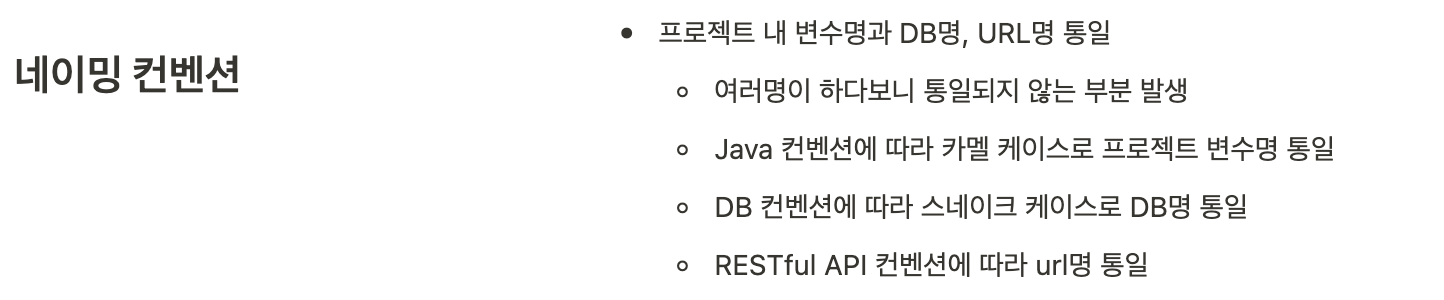 네이밍 컨벤션
• 프로젝트 내 변수명과 DB명, URL명 통일
◦ 여러명이 하다보니 통일되지 않는 부분 발생
◦ Java 컨벤션에 따라 카멜 케이스로 프로젝트 변수명 통일
◦ DB 컨벤션에 따라 스네이크 케이스로 DB명 통일
◦ RESTful API 컨벤션에 따라 url명 통일